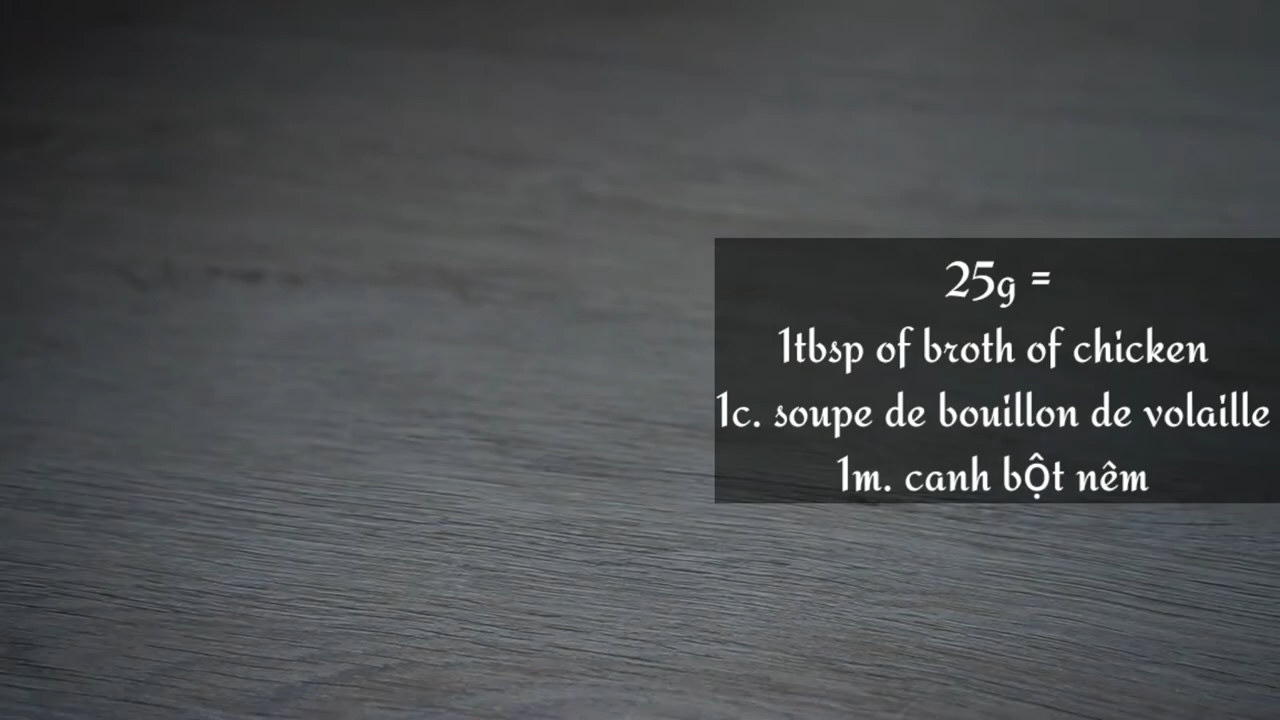 25g =
1tbsp of broth of chicken
1c. soupe de bouillon de volaille
1m. canh bột nêm